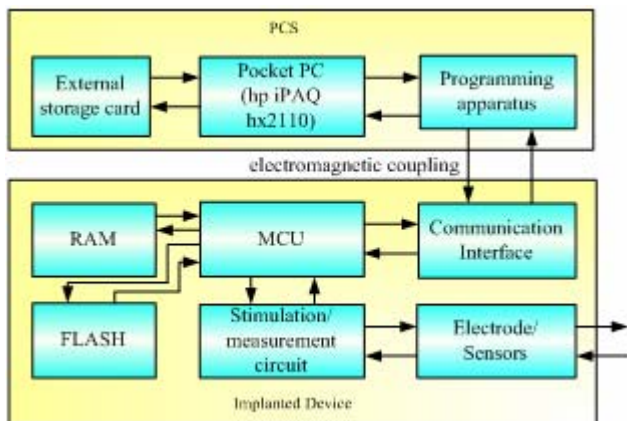 PCS
External
storage card
Pocket PC
(hp iPAQ
hx2110)
Programming
apparatus
electromagnetic coupling
RAM
MCU
Communication
Interface
FLASH
Stimulation/
measurement
circuit
Electrode/
Sensors
Implanted Device